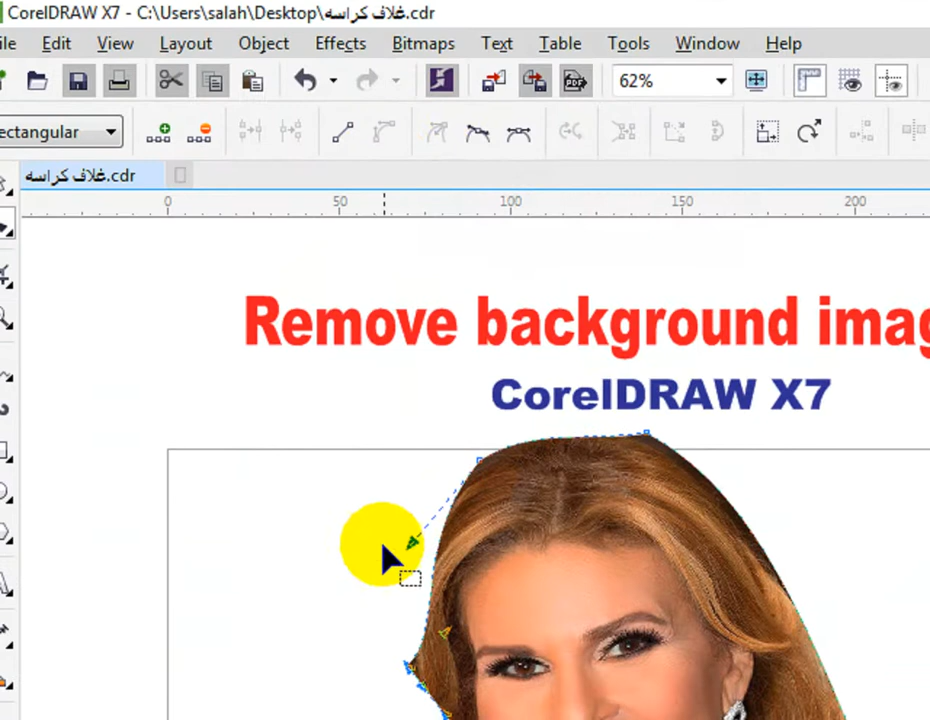 CorelDRAW X7 - C:\Users\salah\Desktop\غلاف كراسه.cdr
ile Edit View Layout Object Effects Bitmaps Text Table Tools Window Help
62%
ectangular
غلاف كراسه.cdr
0 50 100 150 200
Remove background imag
CorelDRAW X7